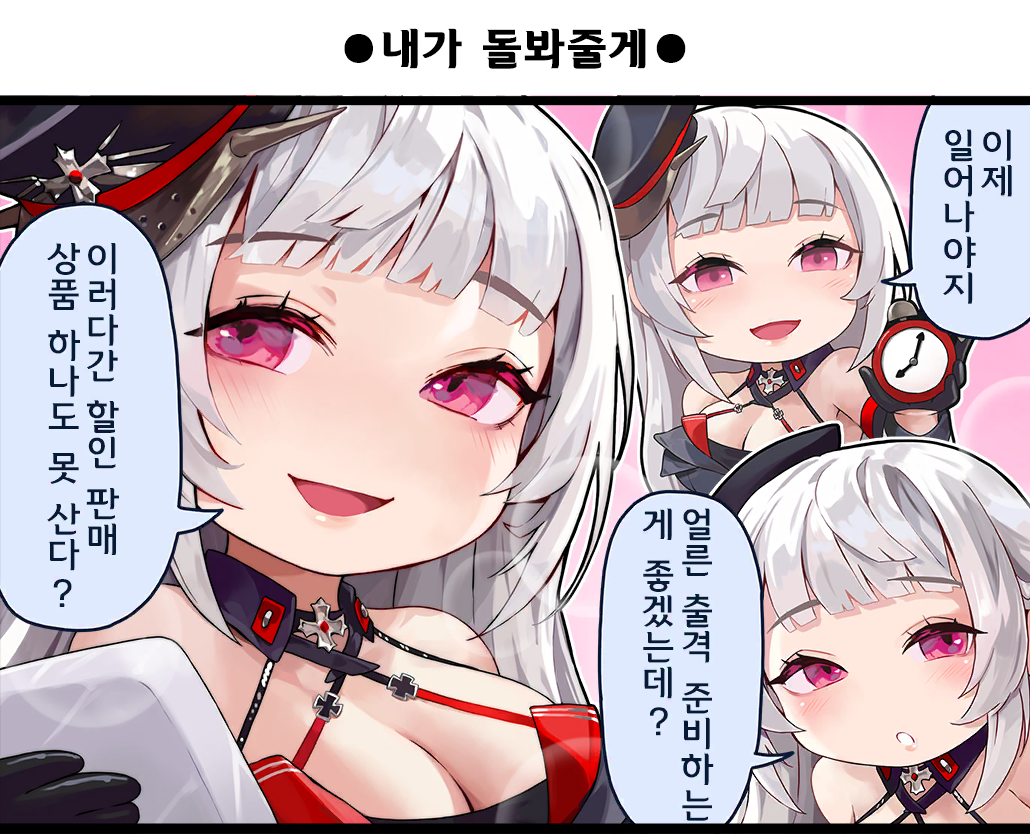 ●내가 돌봐줄게●
이제
일어나야지
얼른 출격 준비하는
게 좋겠는데?
이러다간 할인 판매
상품 하나도 못 산다?